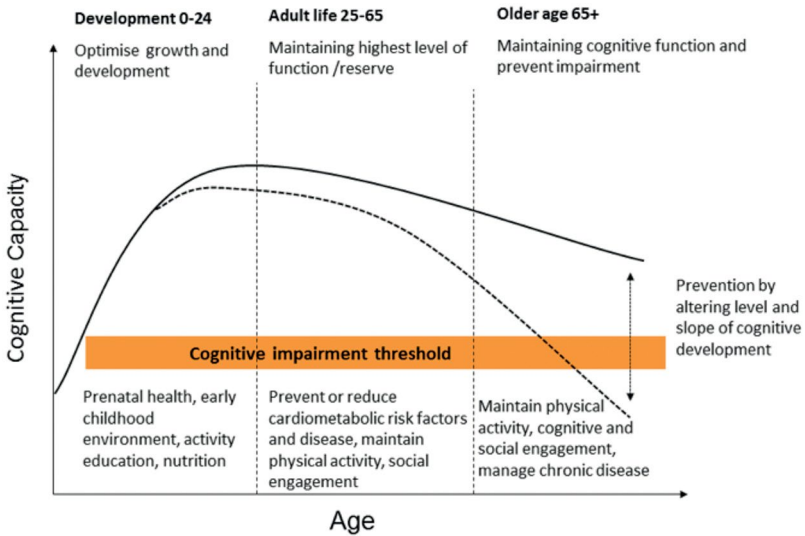 Development 0-24
Optimise growth and
development
Adult life 25-65
Maintaining highest level of
function /reserve
Older age 65+
Maintaining cognitive function and
prevent impairment
Cognitive Capacity
Cognitive impairment threshold
Prevention by
altering level and
slope of cognitive
development
Prenatal health, early
childhood
environment, activity
education, nutrition
Prevent or reduce
cardiometabolic risk factors
and disease, maintain
physical activity, social
engagement
Maintain physical
activity, cognitive and
social engagement,
manage chronic disease
Age